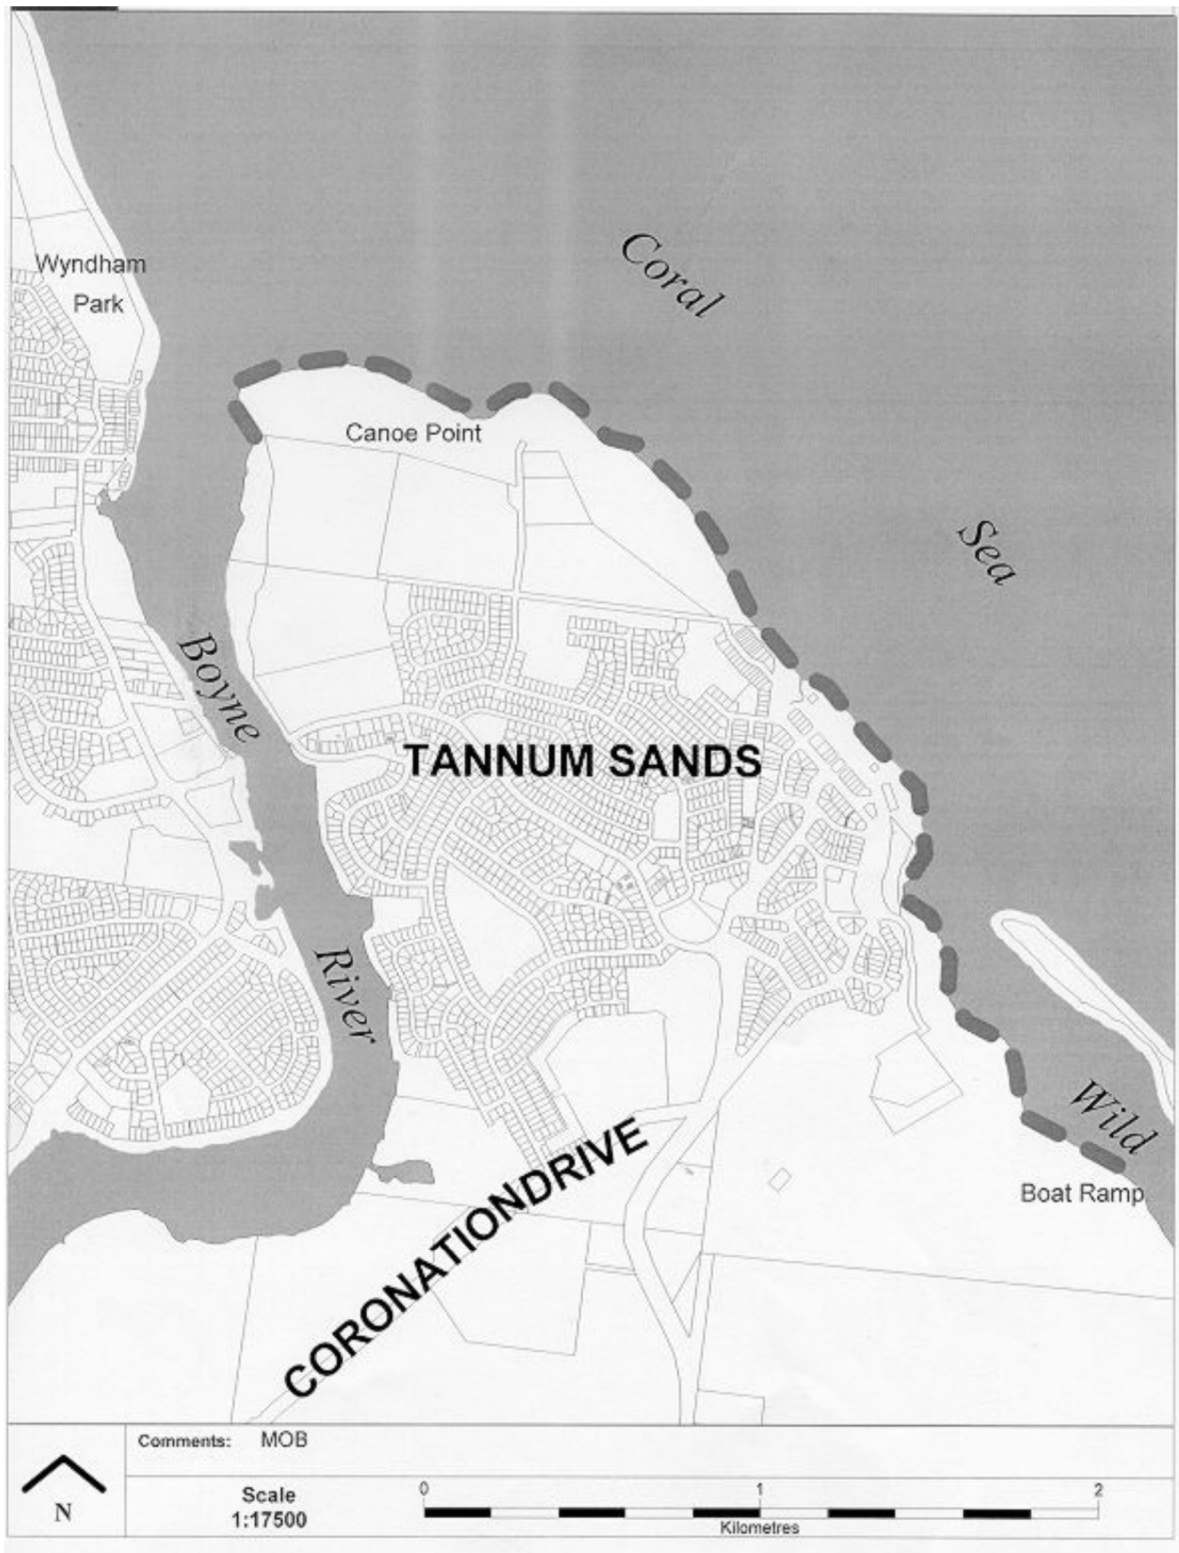 Coral
Wyndham
Park
Canoe Point
Sea
Boyne
TANNUM SANDS
River
Wild
CORONATIONDRIVE
Boat Ramp
Comments: MOB
N
Scale
1:17500
0 1 2
Kilometres